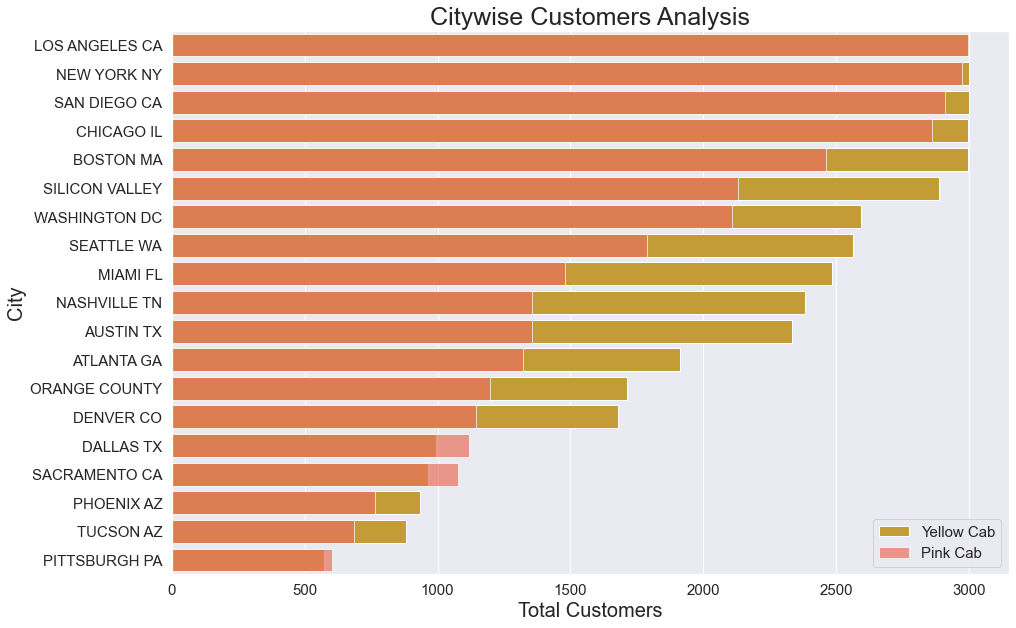 Citywise Customers Analysis
LOS ANGELES CA
NEW YORK NY
SAN DIEGO CA
CHICAGO IL
BOSTON MA
SILICON VALLEY
WASHINGTON DC
SEATTLE WA
MIAMI FL
NASHVILLE TN
AUSTIN TX
ATLANTA GA
ORANGE COUNTY
DENVER CO
DALLAS TX
SACRAMENTO CA
PHOENIX AZ
TUCSON AZ
PITTSBURGH PA
City
Yellow Cab
Pink Cab
0 500 1000 1500 2000 2500 3000
Total Customers